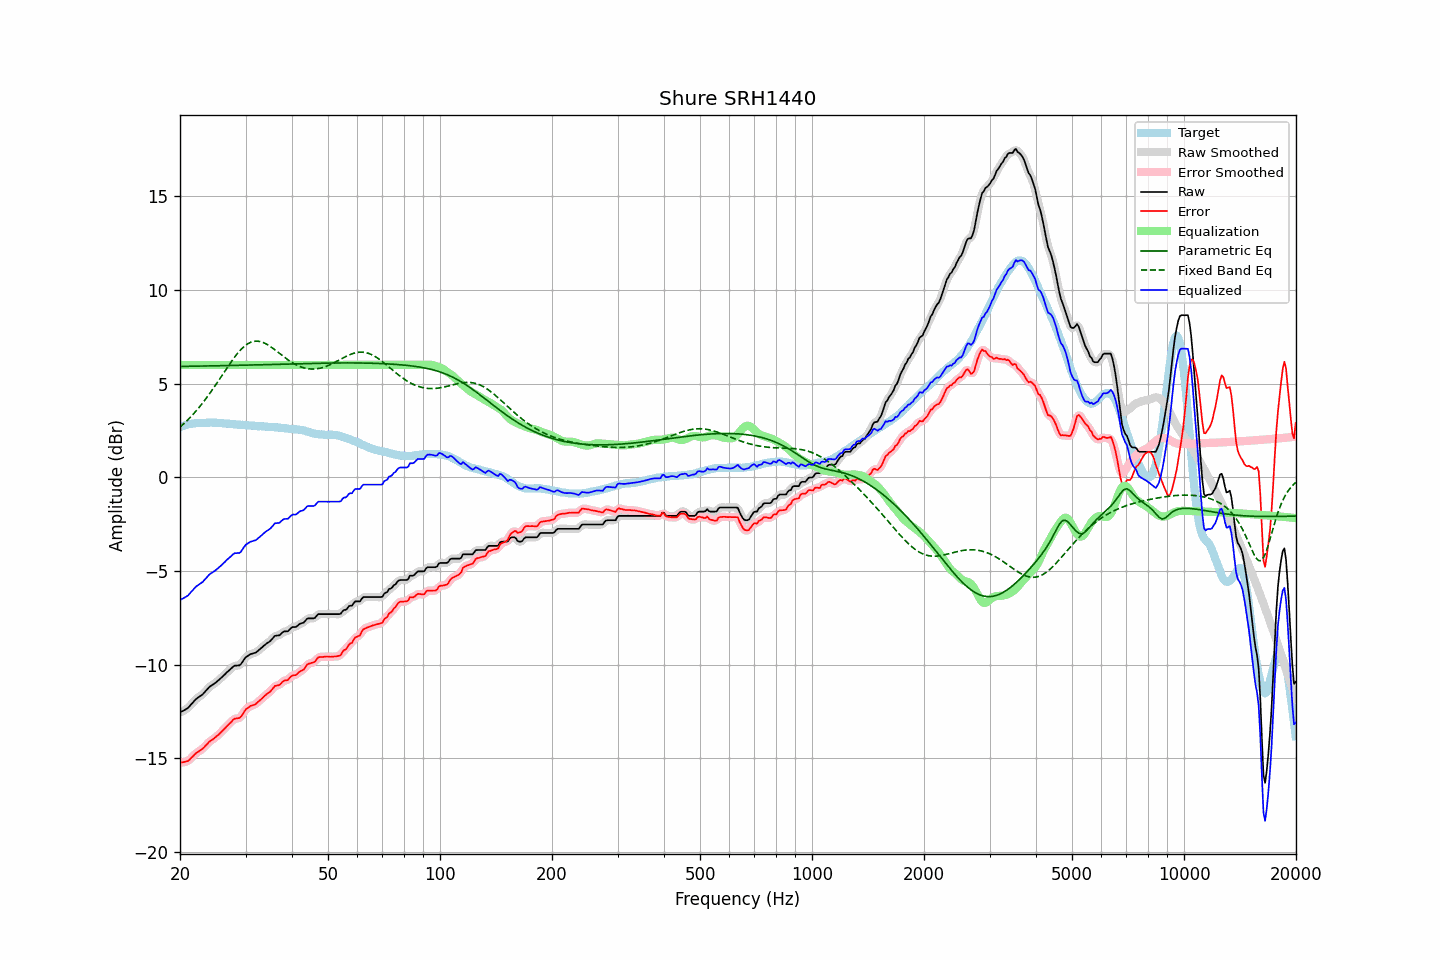 Shure SRH1440
Target
Raw Smoothed
Error Smoothed
Raw
Error
Equalization
Parametric Eq
Fixed Band Eq
Equalized
Amplitude (dBr)
15
10
5
0
−5
−10
−15
−20
20 50 100 200 500 1000 2000 5000 10000 20000
Frequency (Hz)